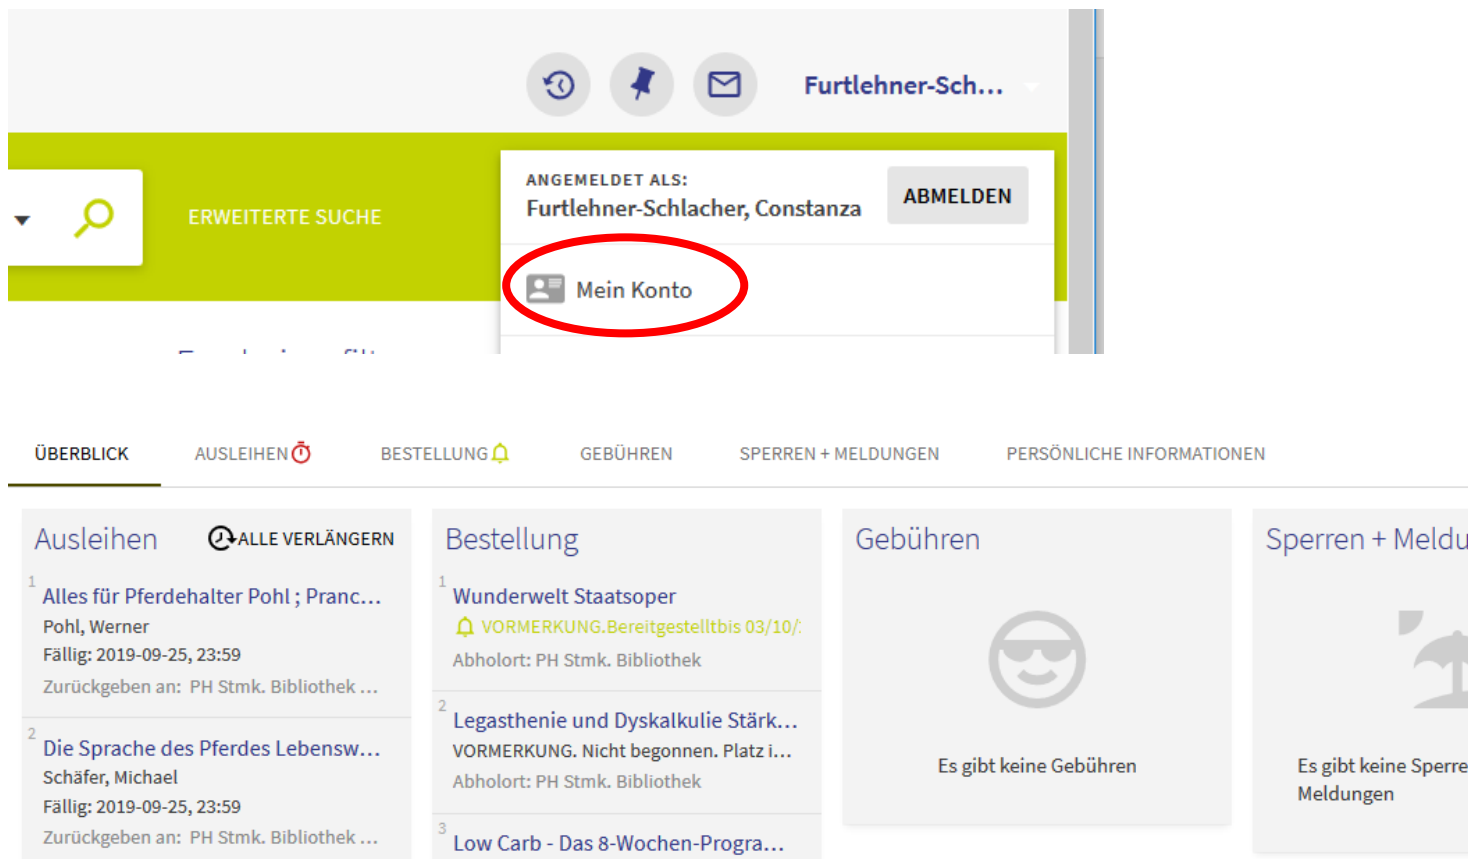 Furtlehner-Sch...
ANGEMELDET ALS:
Furtlehner-Schlacher, Constanza
ABMELDEN
ERWEITERTE SUCHE
Mein Konto
ÜBERBLICK
AUSLEIHEN
BESTELLUNG
GEBÜHREN
SPERREN + MELDUNGEN
PERSÖNLICHE INFORMATIONEN
Ausleihen
ALLE VERLÄNGERN
1
Alles für Pferdehalter Pohl ; Pranc...
Pohl, Werner
Fällig: 2019-09-25, 23:59
Zurückgeben an: PH Stmk. Bibliothek ...
2
Die Sprache des Pferdes Lebensw...
Schäfer, Michael
Fällig: 2019-09-25, 23:59
Zurückgeben an: PH Stmk. Bibliothek ...
Bestellung
1
Wunderwelt Staatsoper
VORMERKUNG.Bereitgestelltbis 03/10/
Abholort: PH Stmk. Bibliothek
2
Legasthenie und Dyskalkulie Stärk...
VORMERKUNG. Nicht begonnen. Platz i...
Abholort: PH Stmk. Bibliothek
3
Low Carb - Das 8-Wochen-Progra...
Gebühren
Es gibt keine Gebühren
Sperren + Meldu
Es gibt keine Sperre
Meldungen